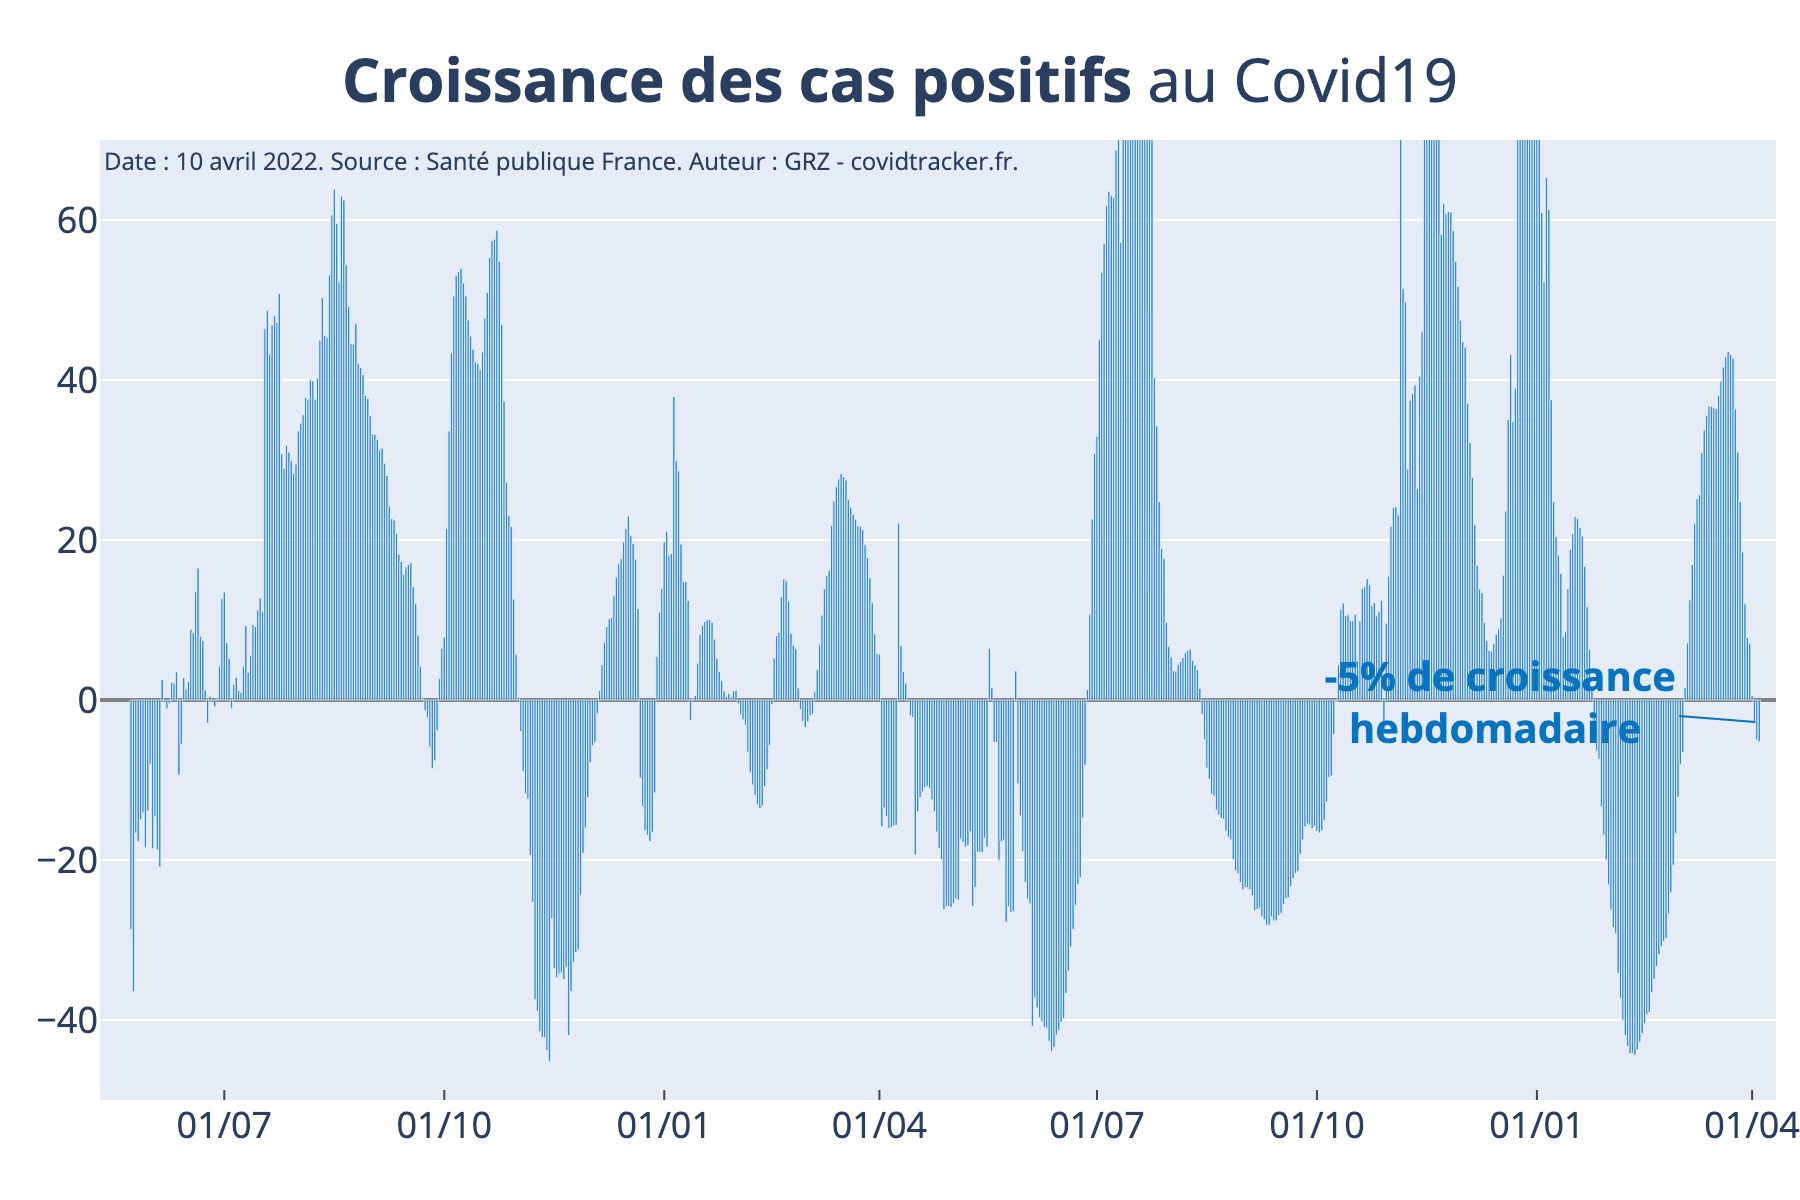 Croissance des cas positifs au Covid19
Date : 10 avril 2022. Source : Santé publique France. Auteur : GRZ - covidtracker.fr.
60
40
20
0
−20
−40
-5% de croissance
hebdomadaire
01/07 01/10 01/01 01/04 01/07 01/10 01/01 01/04